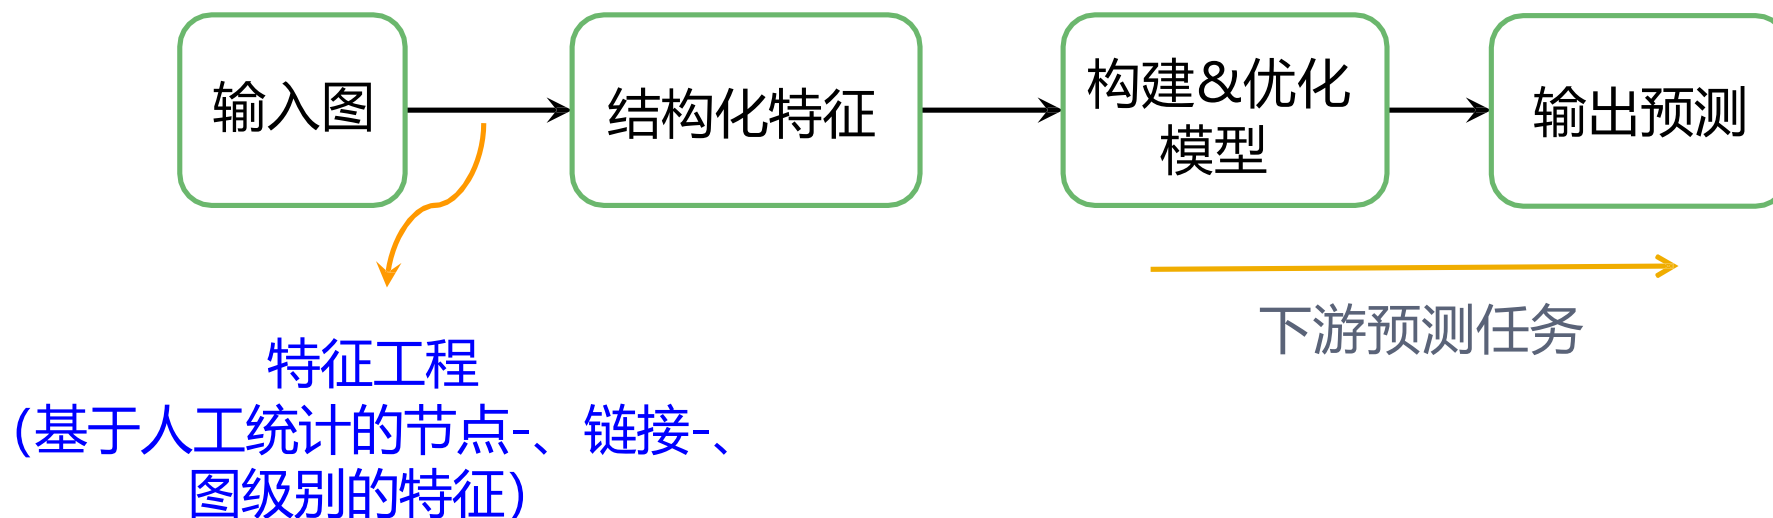 输入图
结构化特征
构建&优化
模型
输出预测
下游预测任务
特征工程
(基于人工统计的节点-、链接-、
图级别的特征)